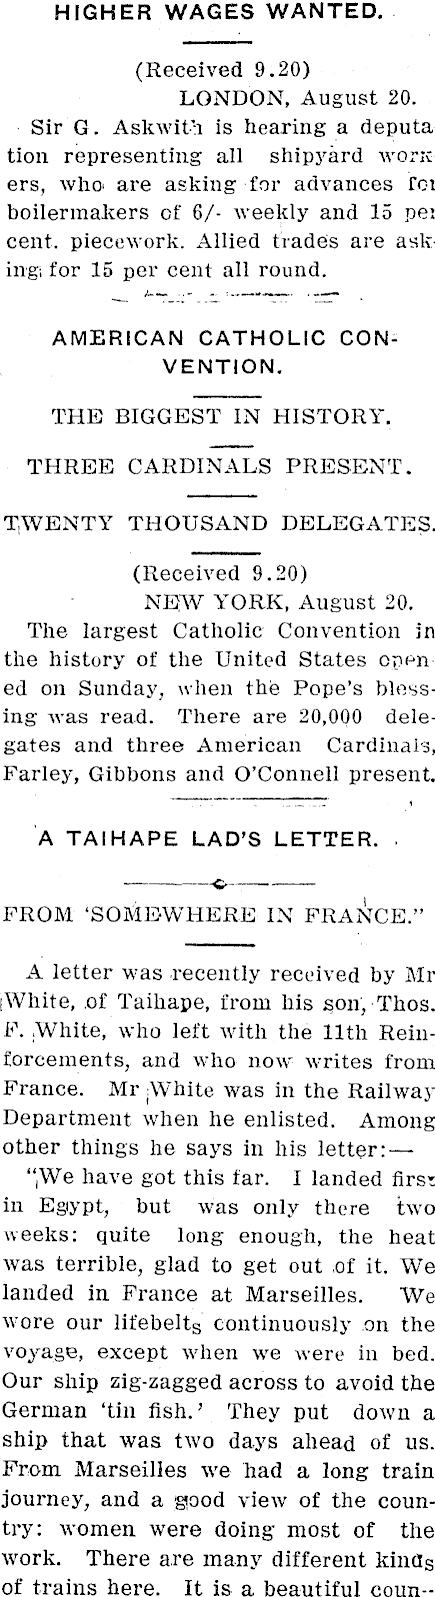 HIGHER WAGES WANTED.
(Received 9.20)
LONDON, August 20.
Sir G. Askwith is hearing a deputa
tion representing all shipyard work
ers, who are asking for advances for
boilermakers of 6/- weekly and 15 per
cent. piecework. Allied trades are ask-
ing for 15 per cent all round.
AMERICAN CATHOLIC CON-
VENTION.
THE BIGGEST IN HISTORY.
THREE CARDINALS PRESENT.
TWENTY THOUSAND DELEGATES.
(Received 9.20)
NEW YORK, August 20.
The largest Catholic Convention in
the history of the United States open-
ed on Sunday, when the Pope's bless-
ing was read. There are 20,000 dele-
gates and three American Cardinals,
Farley, Gibbons and O'Connell present.
A TAIHAPE LAD'S LETTER.
FROM 'SOMEWHERE IN FRANCE."
A letter was recently received by Mr
White, of Taihape, from his son, Thos.
F. White, who left with the 11th Rein-
forcements, and who now writes from
France. Mr White was in the Railway
Department when he enlisted. Among
other things he says in his letter:—
"We have got this far. I landed first
in Egypt, but was only there two
weeks: quite long enough, the heat
was terrible, glad to get out of it. We
landed in France at Marseilles. We
wore our lifebelts continuously on the
voyage, except when we were in bed.
Our ship zig-zagged across to avoid the
German 'tin fish.' They put down a
ship that was two days ahead of us.
From Marseilles we had a long train
journey, and a good view of the coun-
try: women were doing most of the
work. There are many different kinds
of trains here. It is a beautiful coun-